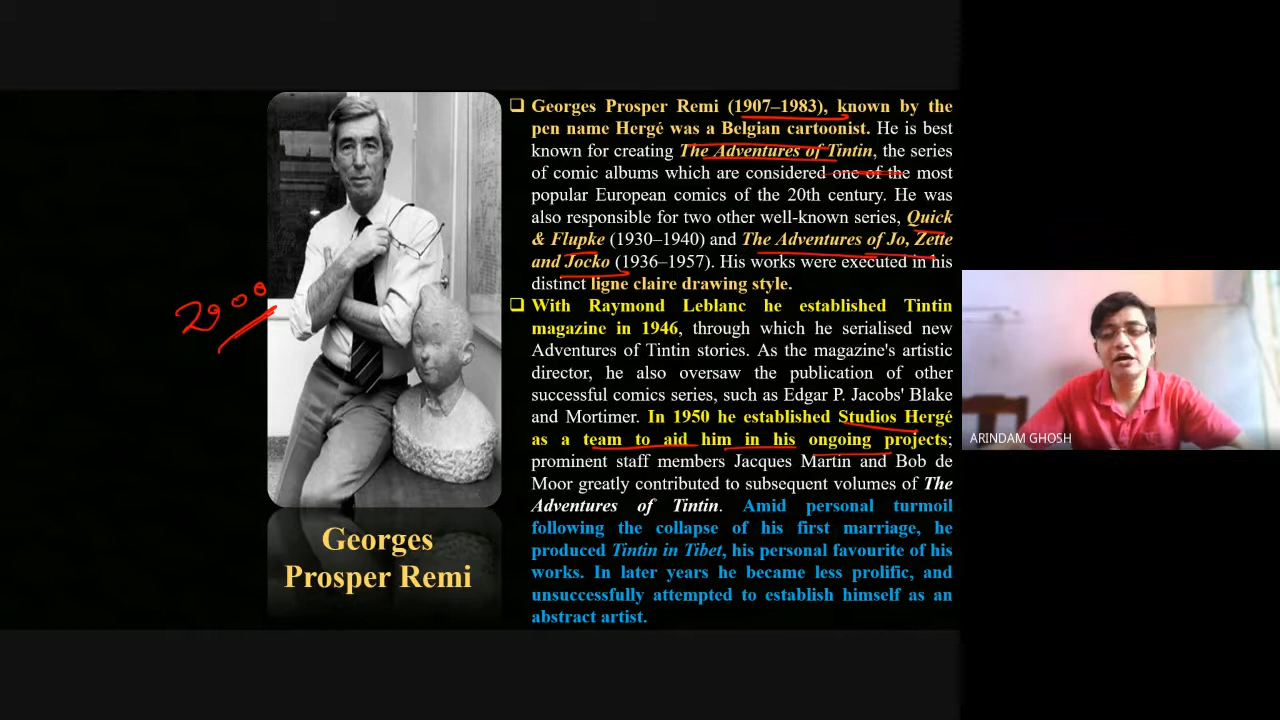 ❑ Georges Prosper Remi (1907–1983), known by the
pen name Hergé was a Belgian cartoonist. He is best
known for creating The Adventures of Tintin, the series
of comic albums which are considered one of the most
popular European comics of the 20th century. He was
also responsible for two other well-known series, Quick
& Flupke (1930–1940) and The Adventures of Jo, Zette
and Jocko (1936–1957). His works were executed in his
distinct ligne claire drawing style.
❑ With Raymond Leblanc he established Tintin
magazine in 1946, through which he serialised new
Adventures of Tintin stories. As the magazine's artistic
director, he also oversaw the publication of other
successful comics series, such as Edgar P. Jacobs' Blake
and Mortimer. In 1950 he established Studios Hergé
as a team to aid him in his ongoing projects;
prominent staff members Jacques Martin and Bob de
Moor greatly contributed to subsequent volumes of The
Adventures of Tintin. Amid personal turmoil
following the collapse of his first marriage, he
produced Tintin in Tibet, his personal favourite of his
works. In later years he became less prolific, and
unsuccessfully attempted to establish himself as an
abstract artist.
2900
Georges
Prosper Remi
ARINDAM GHOSH